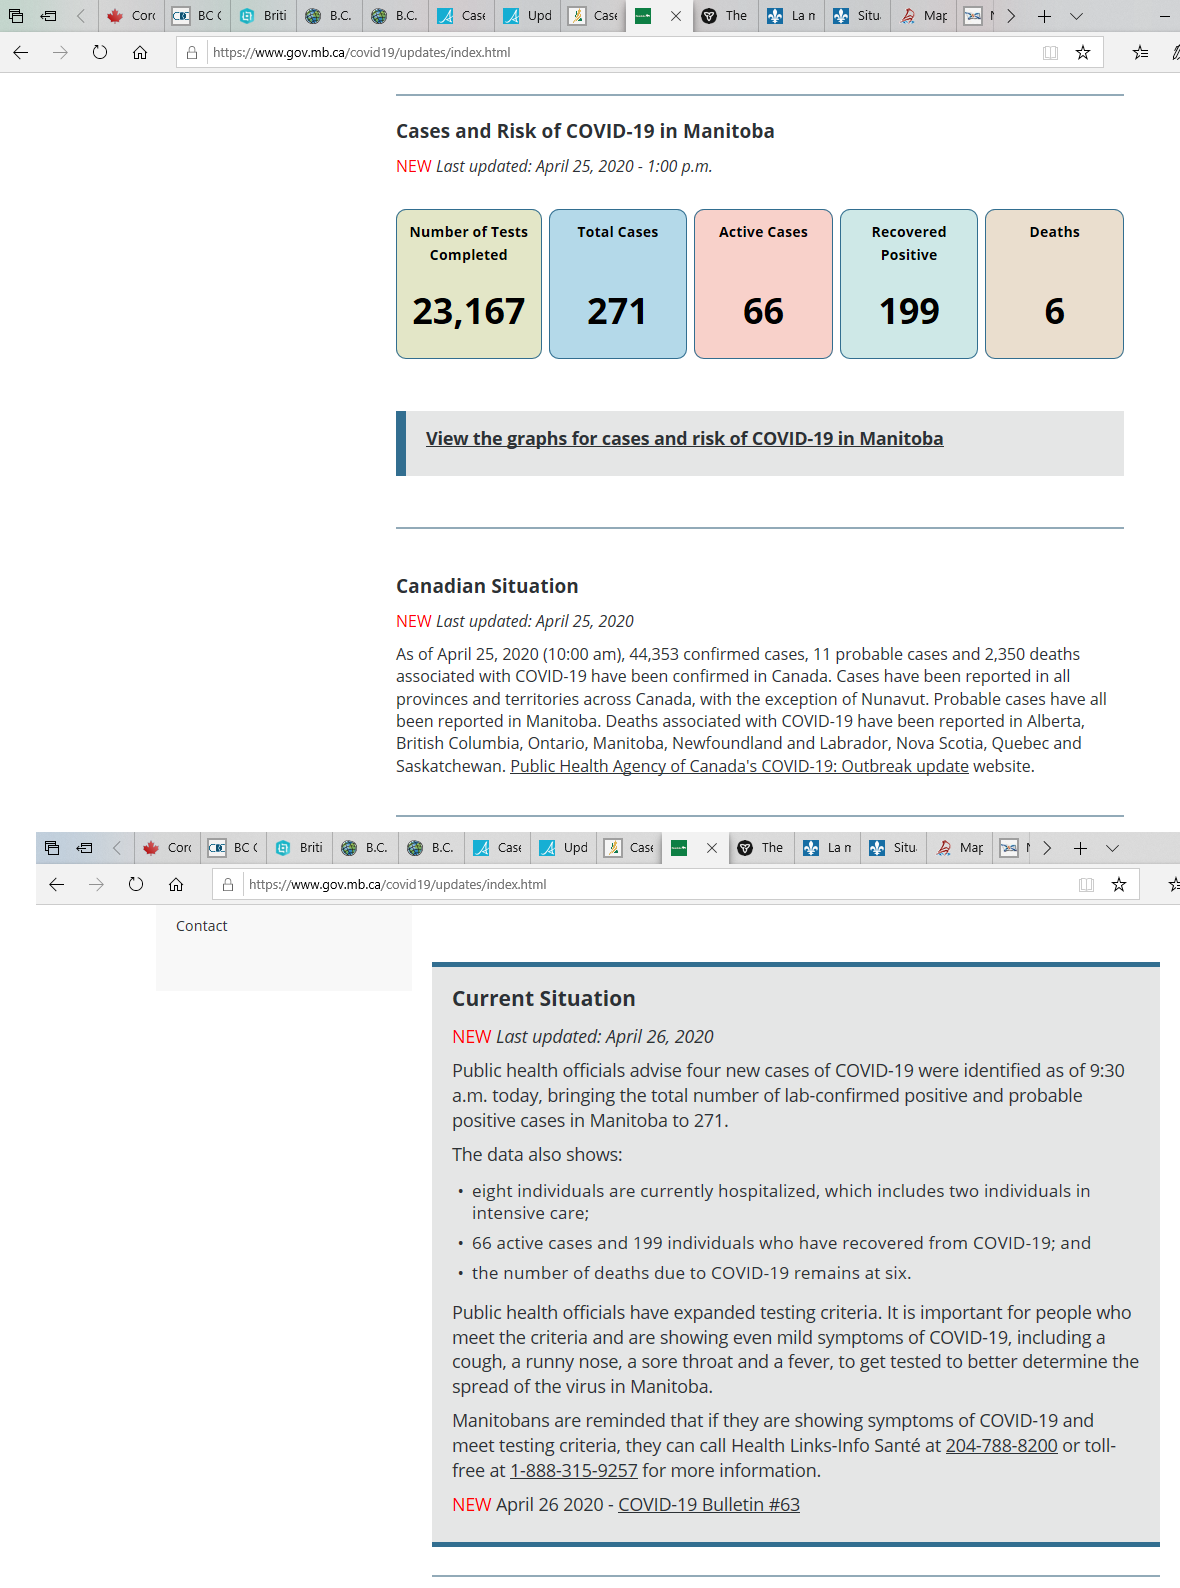 Corc
BC C
Briti
B.C.
B.C.
Case
Upd
Case
The
La m
Situ
Map
https://www.gov.mb.ca/covid19/updates/index.html
Cases and Risk of COVID-19 in Manitoba
NEW Last updated: April 25, 2020 - 1:00 p.m.
Number of Tests Completed
23,167
Total Cases
271
Active Cases
66
Recovered Positive
199
Deaths
6
View the graphs for cases and risk of COVID-19 in Manitoba
Canadian Situation
NEW Last updated: April 25, 2020
As of April 25, 2020 (10:00 am), 44,353 confirmed cases, 11 probable cases and 2,350 deaths
associated with COVID-19 have been confirmed in Canada. Cases have been reported in all
provinces and territories across Canada, with the exception of Nunavut. Probable cases have all
been reported in Manitoba. Deaths associated with COVID-19 have been reported in Alberta,
British Columbia, Ontario, Manitoba, Newfoundland and Labrador, Nova Scotia, Quebec and
Saskatchewan. Public Health Agency of Canada's COVID-19: Outbreak update website.
Corc
BC C
Briti
B.C.
B.C.
Case
Upd
Case
The
La m
Situ
Map
https://www.gov.mb.ca/covid19/updates/index.html
Contact
Current Situation
NEW Last updated: April 26, 2020
Public health officials advise four new cases of COVID-19 were identified as of 9:30
a.m. today, bringing the total number of lab-confirmed positive and probable
positive cases in Manitoba to 271.
The data also shows:
• eight individuals are currently hospitalized, which includes two individuals in
intensive care;
• 66 active cases and 199 individuals who have recovered from COVID-19; and
• the number of deaths due to COVID-19 remains at six.
Public health officials have expanded testing criteria. It is important for people who
meet the criteria and are showing even mild symptoms of COVID-19, including a
cough, a runny nose, a sore throat and a fever, to get tested to better determine the
spread of the virus in Manitoba.
Manitobans are reminded that if they are showing symptoms of COVID-19 and
meet testing criteria, they can call Health Links-Info Santé at 204-788-8200 or toll-
free at 1-888-315-9257 for more information.
NEW April 26 2020 - COVID-19 Bulletin #63